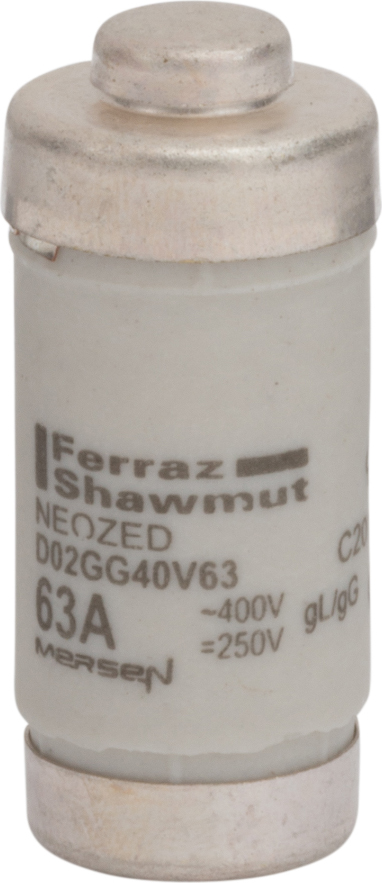 Ferraz
Shawmut
NEOZED
D02GG40V63
63A
~400V
=250V
mersen
gL/gG